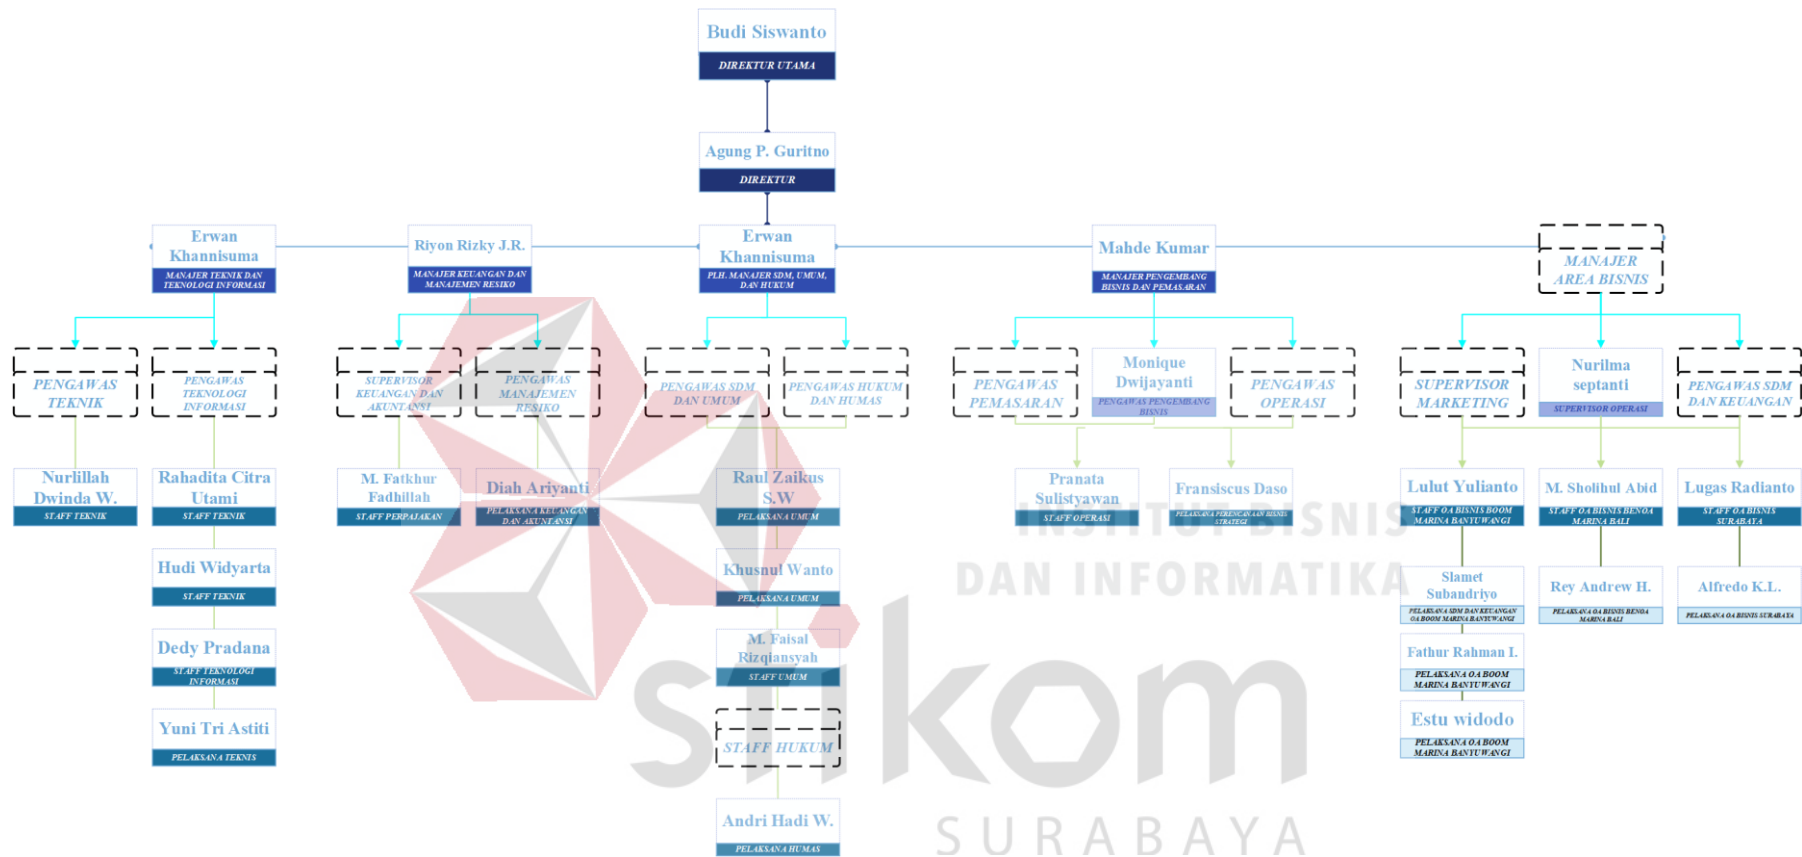 Budi Siswanto
DIREKTUR UTAMA
Agung P. Guritno
DIREKTUR
Erwan
Khannisuma
MANAJER TEKNIK DAN
TEKNOLOGI INFORMASI
Riyon Rizky J.R.
MANAJER KEUANGAN DAN
MANAJEMEN RESIKO
Erwan
Khannisuma
PLH. MANAJER SDM, UMUM,
DAN HUKUM
Mahde Kumar
MANAJER PENGEMBANG
BISNIS DAN PEMASARAN
MANAJER
AREA BISNIS
PENGAWAS
TEKNIK
PENGAWAS
TEKNOLOGI
INFORMASI
SUPERVISOR
KEUANGAN DAN
AKUNTANSI
PENGAWAS
MANAJEMEN
RESIKO
PENGAWAS SDM
DAN UMUM
PENGAWAS HUKUM
DAN HUMAS
PENGAWAS
PEMASARAN
Monique
Dwijayanti
PENGAWAS PENGEMBANG
BISNIS
PENGAWAS
OPERASI
SUPERVISOR
MARKETING
Nurilma
septanti
SUPERVISOR OPERASI
PENGAWAS SDM
DAN KEUANGAN
Nurlillah
Dwinda W.
STAFF TEKNIK
Rahadita Citra
Utami
STAFF TEKNIK
M. Fatkhur
Fadhillah
STAFF PERPAJAKAN
Diah Ariyanti
PELAKSANA KEUANGAN
DAN AKUNTANSI
Raul Zaikus
S.W
PELAKSANA UMUM
Pranata
Sulistyawan
STAFF OPERASI
Fransiscus Daso
PELAKSANA PERENCANAAN BISNIS
STRATEGI
Lulut Yulianto
STAFF OA BISNIS BOOM
MARINA BANYUWANGI
M. Sholihul Abid
STAFF OA BISNIS BENOA
MARINA BALI
Lugas Radianto
STAFF OA BISNIS
SURABAYA
Hudi Widyarta
STAFF TEKNIK
Khusnul Wanto
PELAKSANA UMUM
Slamet
Subandriyo
PELAKSANA SDM DAN KEUANGAN
OA BOOM MARINA BANYUWANGI
Rey Andrew H.
PELAKSANA OA BISNIS BENOA
MARINA BALI
Alfredo K.L.
PELAKSANA OA BISNIS SURABAYA
Dedy Pradana
STAFF TEKNOLOGI
INFORMASI
M. Faisal
Rizqiansyah
STAFF UMUM
Fathur Rahman I.
PELAKSANA OA BOOM
MARINA BANYUWANGI
Yuni Tri Astiti
PELAKSANA TEKNIS
STAFF HUKUM
Estu widodo
PELAKSANA OA BOOM
MARINA BANYUWANGI
Andri Hadi W.
PELAKSANA HUMAS
INSTITUT BISNIS
DAN INFORMATIKA
stikom
SURABAYA